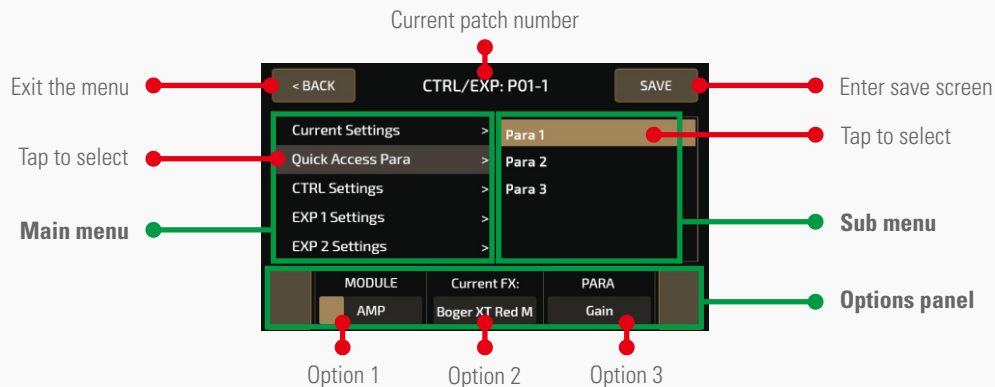 Current patch number
Exit the menu
< BACK
CTRL/EXP: P01-1
SAVE
Enter save screen
Tap to select
Current Settings >
Quick Access Para >
CTRL Settings >
EXP 1 Settings >
EXP 2 Settings >
Para 1
Para 2
Para 3
Tap to select
Main menu
Sub menu
MODULE
AMP
Current FX:
Boger XT Red M
PARA
Gain
Options panel
Option 1
Option 2
Option 3